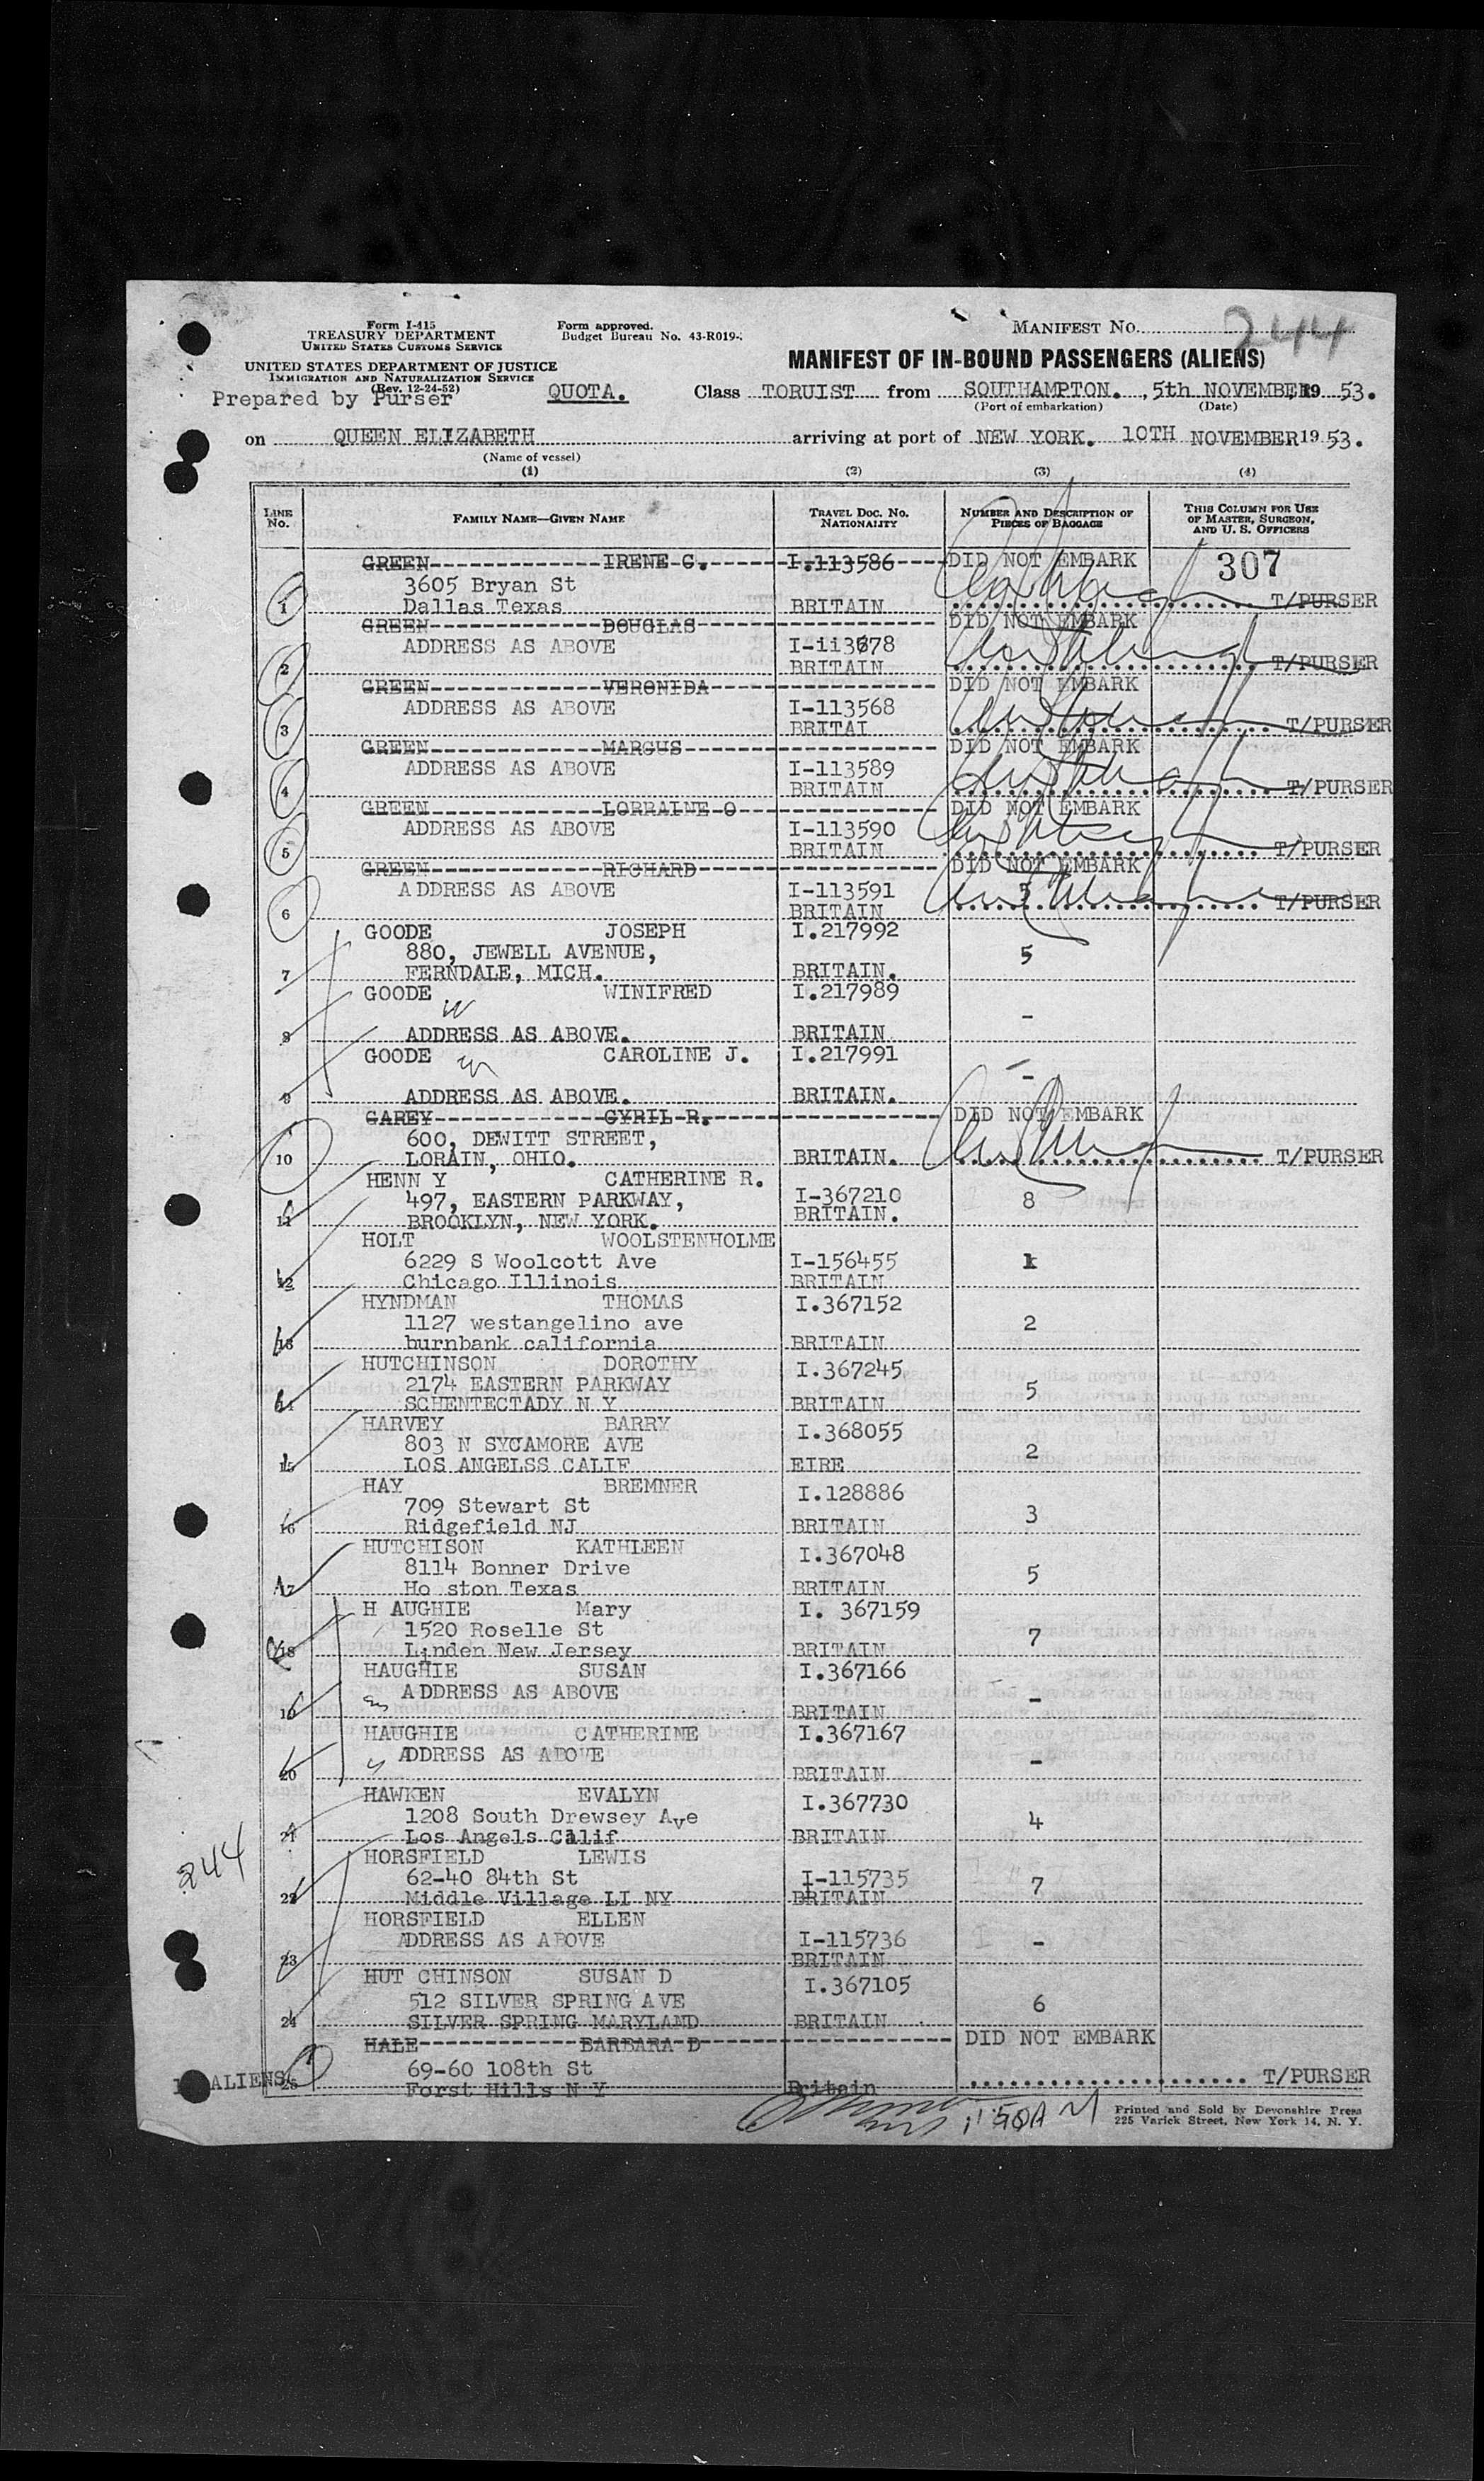 Form I-415
TREASURY DEPARTMENT
UNITED STATES CUSTOMS SERVICE
UNITED STATES DEPARTMENT OF JUSTICE
IMMIGRATION AND NATURALIZATION SERVICE
(Rev. 12-24-52)
Prepared by Purser
Form approved.
Budget Bureau No. 43-R019-
MANIFEST No. 244
MANIFEST OF IN-BOUND PASSENGERS (ALIENS)
QUOTA. Class TORUIST from SOUTHAMPTON. , 5th NOVEMBER 19 53.
(Port of embarkation) (Date)
on QUEEN ELIZABETH arriving at port of NEW YORK. 10TH NOVEMBER 19 53.
(Name of vessel)
(1) (2) (3) (4)
LINE No. FAMILY NAME—GIVEN NAME TRAVEL DOC. NO. NATIONALITY NUMBER AND DESCRIPTION OF PIECES OF BAGGAGE THIS COLUMN FOR USE OF MASTER, SURGEON, AND U. S. OFFICERS
GREEN IRENE C. I.113586 DID NOT EMBARK 307
3605 Bryan St
1 Dallas Texas BRITAIN T/PURSER
GREEN DOUGLAS DID NOT EMBARK
ADDRESS AS ABOVE I-ii3678
2 BRITAIN T/PURSER
GREEN VERONIDA DID NOT EMBARK
ADDRESS AS ABOVE I-113568
3 BRITAI T/PURSER
GREEN MARGUS DID NOT EMBARK
ADDRESS AS ABOVE I-113589
4 BRITAIN T/PURSER
GREEN LORRAINE O DID NOT EMBARK
ADDRESS AS ABOVE I-113590
5 BRITAIN T/PURSER
GREEN RICHARD DID NOT EMBARK
ADDRESS AS ABOVE I-113591 5
6 BRITAIN T/PURSER
GOODE JOSEPH I.217992
880, JEWELL AVENUE, 5
7 FERNDALE, MICH. BRITAIN.
GOODE WINIFRED I.217989
-
8 ADDRESS AS ABOVE. BRITAIN
GOODE CAROLINE J. I.217991
-
9 ADDRESS AS ABOVE. BRITAIN.
GAREY CYRIL R. DID NOT EMBARK
600, DEWITT STREET,
10 LORAIN, OHIO. BRITAIN. T/PURSER
HENN Y CATHERINE R.
497, EASTERN PARKWAY, I-367210 8
11 BROOKLYN, NEW YORK. BRITAIN.
HOLT WOOLSTENHOLME
6229 S Woolcott Ave I-156455 1
12 Chicago Illinois BRITAIN
HYNDMAN THOMAS I.367152
1127 westangelino ave 2
13 burnbank california BRITAIN
HUTCHINSON DOROTHY I.367245
2174 EASTERN PARKWAY 5
14 SCHENTECTADY N Y BRITAIN
HARVEY BARRY I.368055
803 N SYCAMORE AVE 2
15 LOS ANGELSS CALIF EIRE
HAY BREMNER I.128886
709 Stewart St 3
16 Ridgefield NJ BRITAIN
HUTCHISON KATHLEEN I.367048
8114 Bonner Drive 5
17 Ho ston Texas BRITAIN
H AUGHIE Mary I. 367159
1520 Roselle St 7
18 Linden New Jersey BRITAIN
HAUGHIE SUSAN I.367166
ADDRESS AS ABOVE -
19 BRITAIN
HAUGHIE CATHERINE I.367167
ADDRESS AS ABOVE -
20 BRITAIN
HAWKEN EVALYN I.367730
1208 South Drewsey Ave 4
21 Los Angels Calif BRITAIN
HORSFIELD LEWIS
244 62-40 84th St I-115735 7
22 Middle Village LI NY BRITAIN
HORSFIELD ELLEN
ADDRESS AS ABOVE I-115736 -
23 BRITAIN
HUT CHINSON SUSAN D I.367105
512 SILVER SPRING AVE 6
24 SILVER SPRING MARYLAND BRITAIN
HALE BARBARA D DID NOT EMBARK
69-60 108th St
ALIENS 25 Forst Hills N Y Britain T/PURSER
Printed and Sold by Devonshire Press
225 Varick Street, New York 14, N. Y.